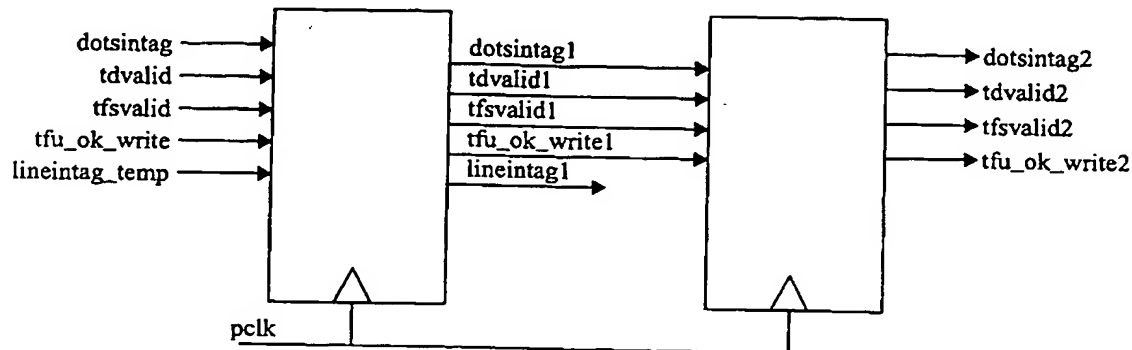 dotsintag
tdvalid
tfsvalid
tfu_ok_write
lineintag_temp
dotsintag1
tdvalid1
tfsvalid1
tfu_ok_write1
lineintag1
dotsintag2
tdvalid2
tfsvalid2
tfu_ok_write2
pclk